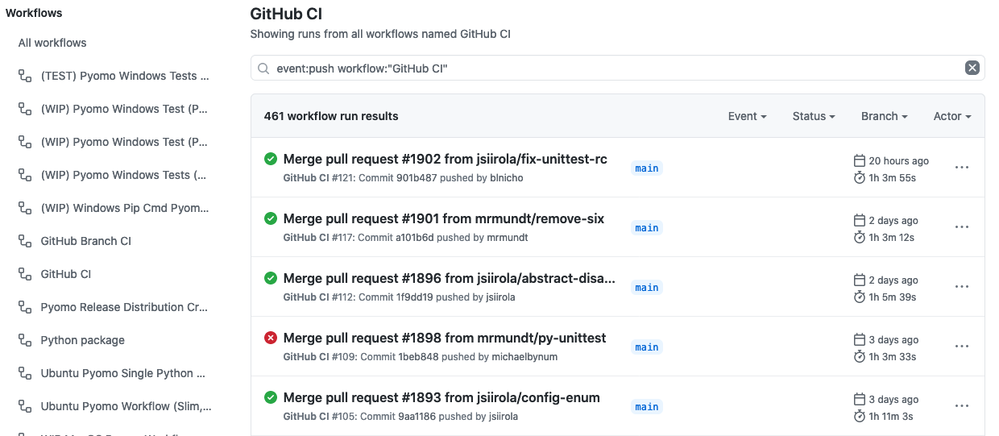 Workflows
All workflows
(TEST) Pyomo Windows Tests ...
(WIP) Pyomo Windows Test (P...
(WIP) Pyomo Windows Test (P...
(WIP) Pyomo Windows Tests (...
(WIP) Windows Pip Cmd Pyom...
GitHub Branch CI
GitHub CI
Pyomo Release Distribution Cr...
Python package
Ubuntu Pyomo Single Python ...
Ubuntu Pyomo Workflow (Slim,...
GitHub CI
Showing runs from all workflows named GitHub CI
event:push workflow:"GitHub CI"
461 workflow run results
Event
Status
Branch
Actor
Merge pull request #1902 from jsiirola/fix-unittest-rc
GitHub CI #121: Commit 901b487 pushed by blnicho
main
20 hours ago
1h 3m 55s
Merge pull request #1901 from mrmundt/remove-six
GitHub CI #117: Commit a101b6d pushed by mrmundt
main
2 days ago
1h 3m 12s
Merge pull request #1896 from jsiirola/abstract-disa...
GitHub CI #112: Commit 1f9dd19 pushed by jsiirola
main
2 days ago
1h 5m 39s
Merge pull request #1898 from mrmundt/py-unittest
GitHub CI #109: Commit 1beb848 pushed by michaelbynum
main
3 days ago
1h 3m 33s
Merge pull request #1893 from jsiirola/config-enum
GitHub CI #105: Commit 9aa1186 pushed by jsiirola
main
3 days ago
1h 11m 3s